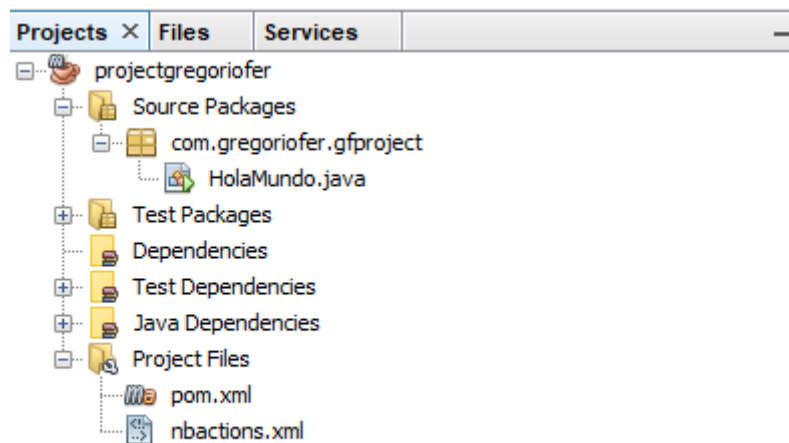 Projects Files Services
projectgregoriofer
Source Packages
com.gregoriofer.gfproject
HolaMundo.java
Test Packages
Dependencies
Test Dependencies
Java Dependencies
Project Files
pom.xml
nbactions.xml